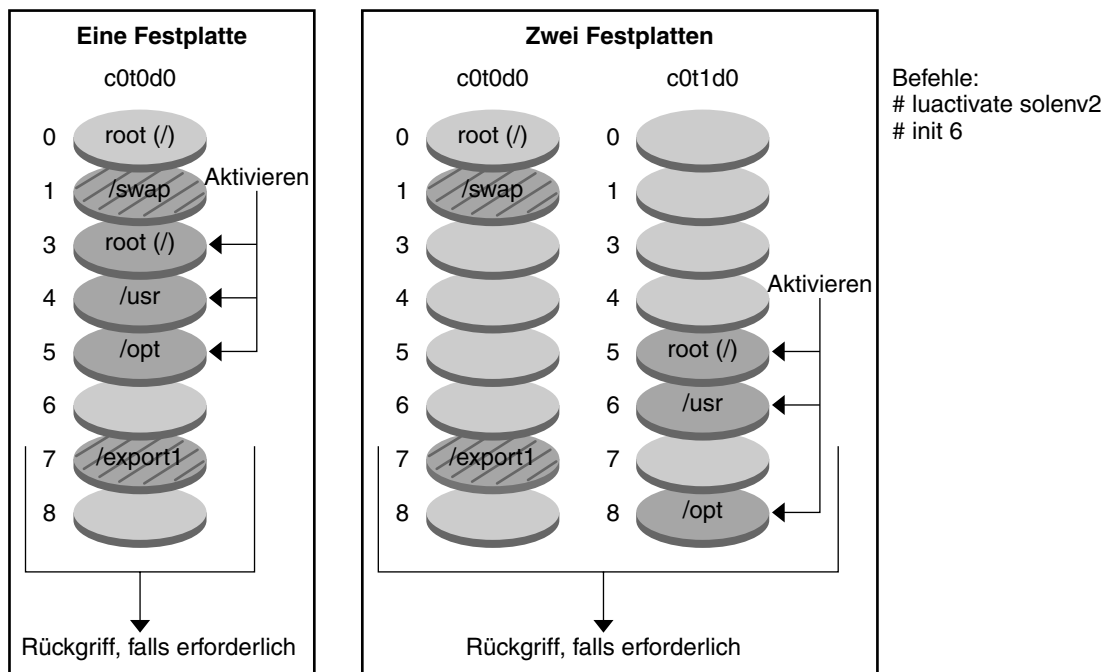 Eine Festplatte
c0t0d0
0 root (/)
1 /swap
Aktivieren
3 root (/)
4 /usr
5 /opt
6
7 /export1
8
Rückgriff, falls erforderlich
Zwei Festplatten
c0t0d0
0 root (/)
1 /swap
3
4
5
6
7 /export1
8
c0t1d0
0
1
3
4
Aktivieren
5 root (/)
6 /usr
7
8 /opt
Rückgriff, falls erforderlich
Befehle:
# luactivate solenv2
# init 6